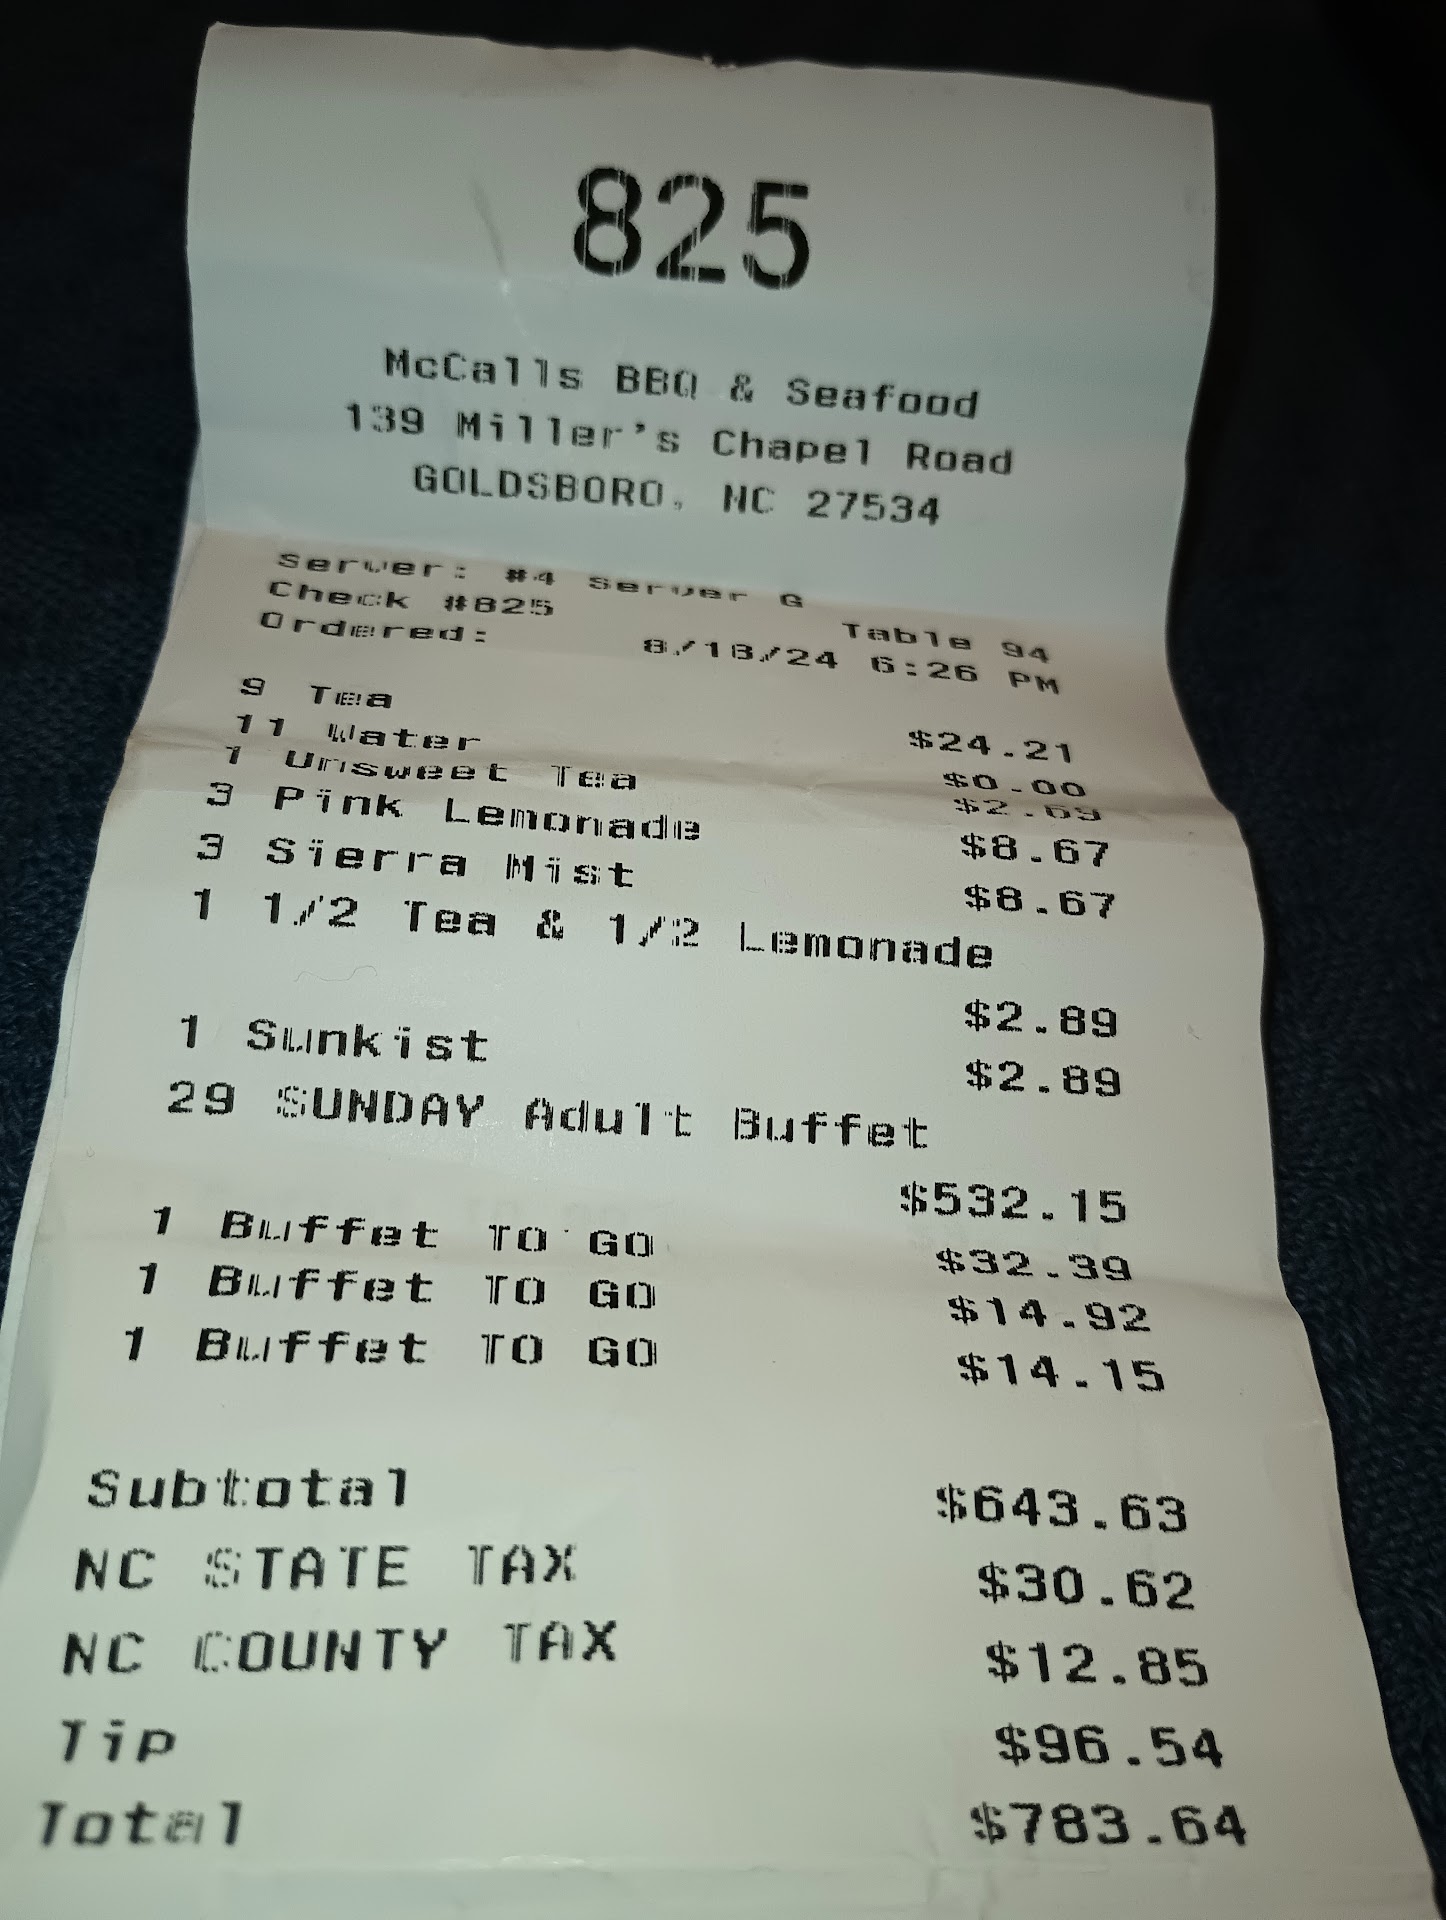 825
McCalls BBQ & Seafood
139 Miller's Chapel Road
GOLDSBORO, NC 27534
Server: #4 Server G
Check #825 Table 94
Ordered: 8/18/24 6:26 PM
9 Tea $24.21
11 Water $0.00
1 Unsweet Tea $2.69
3 Pink Lemonade $8.67
3 Sierra Mist $8.67
1 1/2 Tea & 1/2 Lemonade
$2.89
1 Sunkist $2.89
29 SUNDAY Adult Buffet
$532.15
1 Buffet TO GO $32.39
1 Buffet TO GO $14.92
1 Buffet TO GO $14.15
Subtotal $643.63
NC STATE TAX $30.62
NC COUNTY TAX $12.85
Tip $96.54
Total $783.64